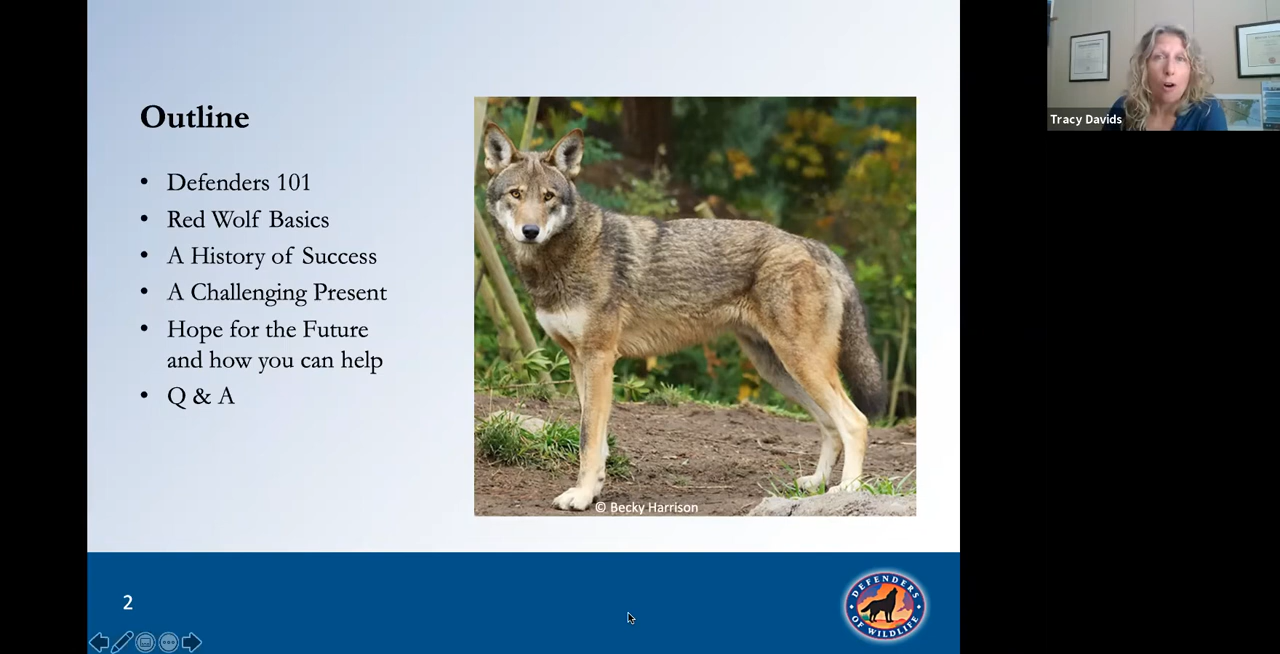 Outline
• Defenders 101
• Red Wolf Basics
• A History of Success
• A Challenging Present
• Hope for the Future
and how you can help
• Q & A
© Becky Harrison
2
DEFENDERS
OF WILDLIFE
Tracy Davids